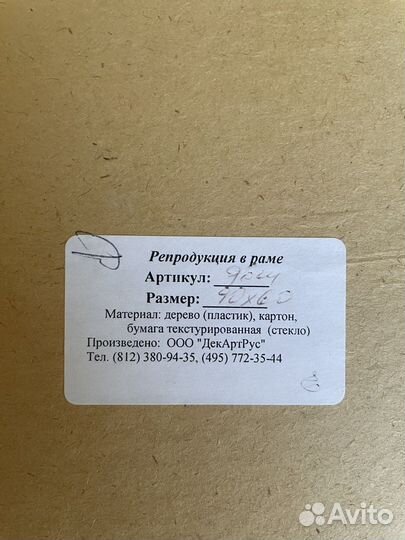 Репродукция в раме
Артикул:
Размер: 40х60
Материал: дерево (пластик), картон,
бумага текстурированная (стекло)
Произведено: ООО "ДекАртРус"
Тел. (812) 380-94-35, (495) 772-35-44
Avito